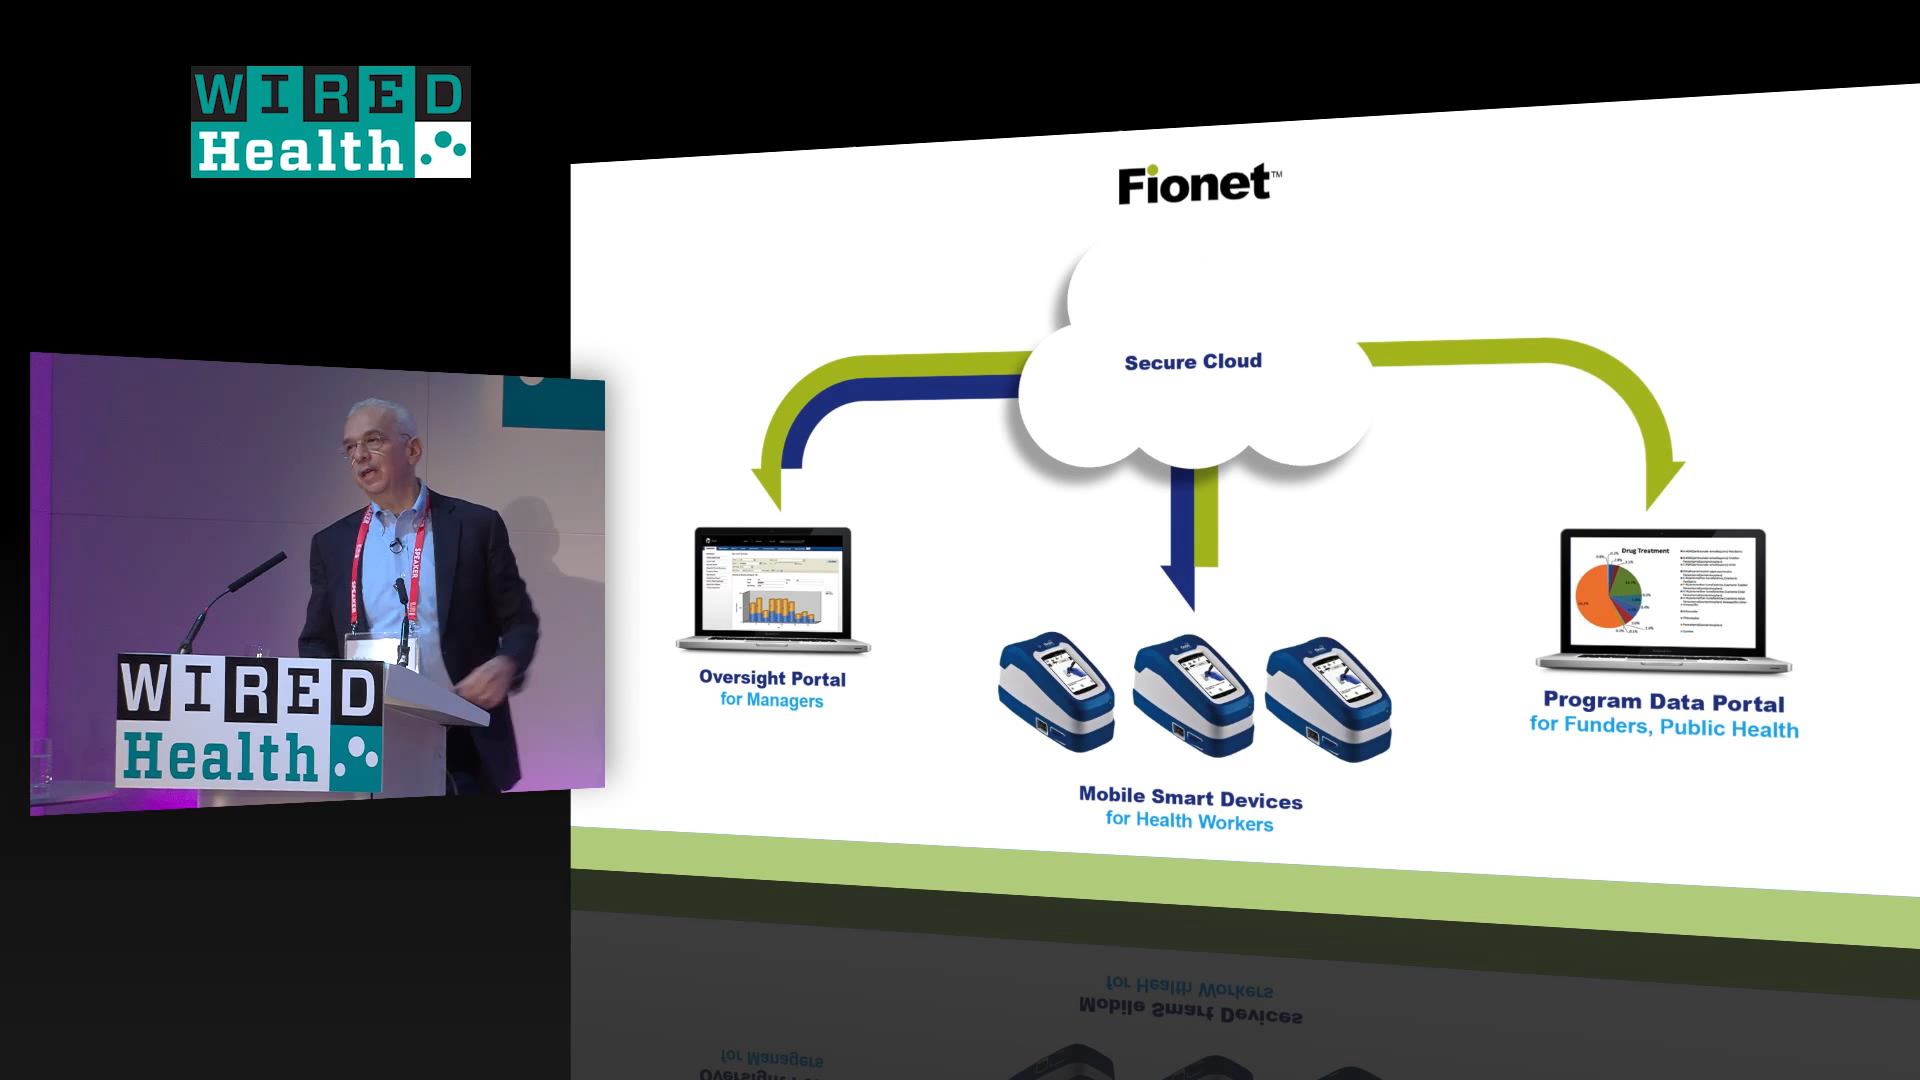 WIRED
Health
Fionet™
Secure Cloud
SPEAKER
SPEAKER
WIRED
Health
Drug Treatment
Oversight Portal
for Managers
Program Data Portal
for Funders, Public Health
Mobile Smart Devices
for Health Workers